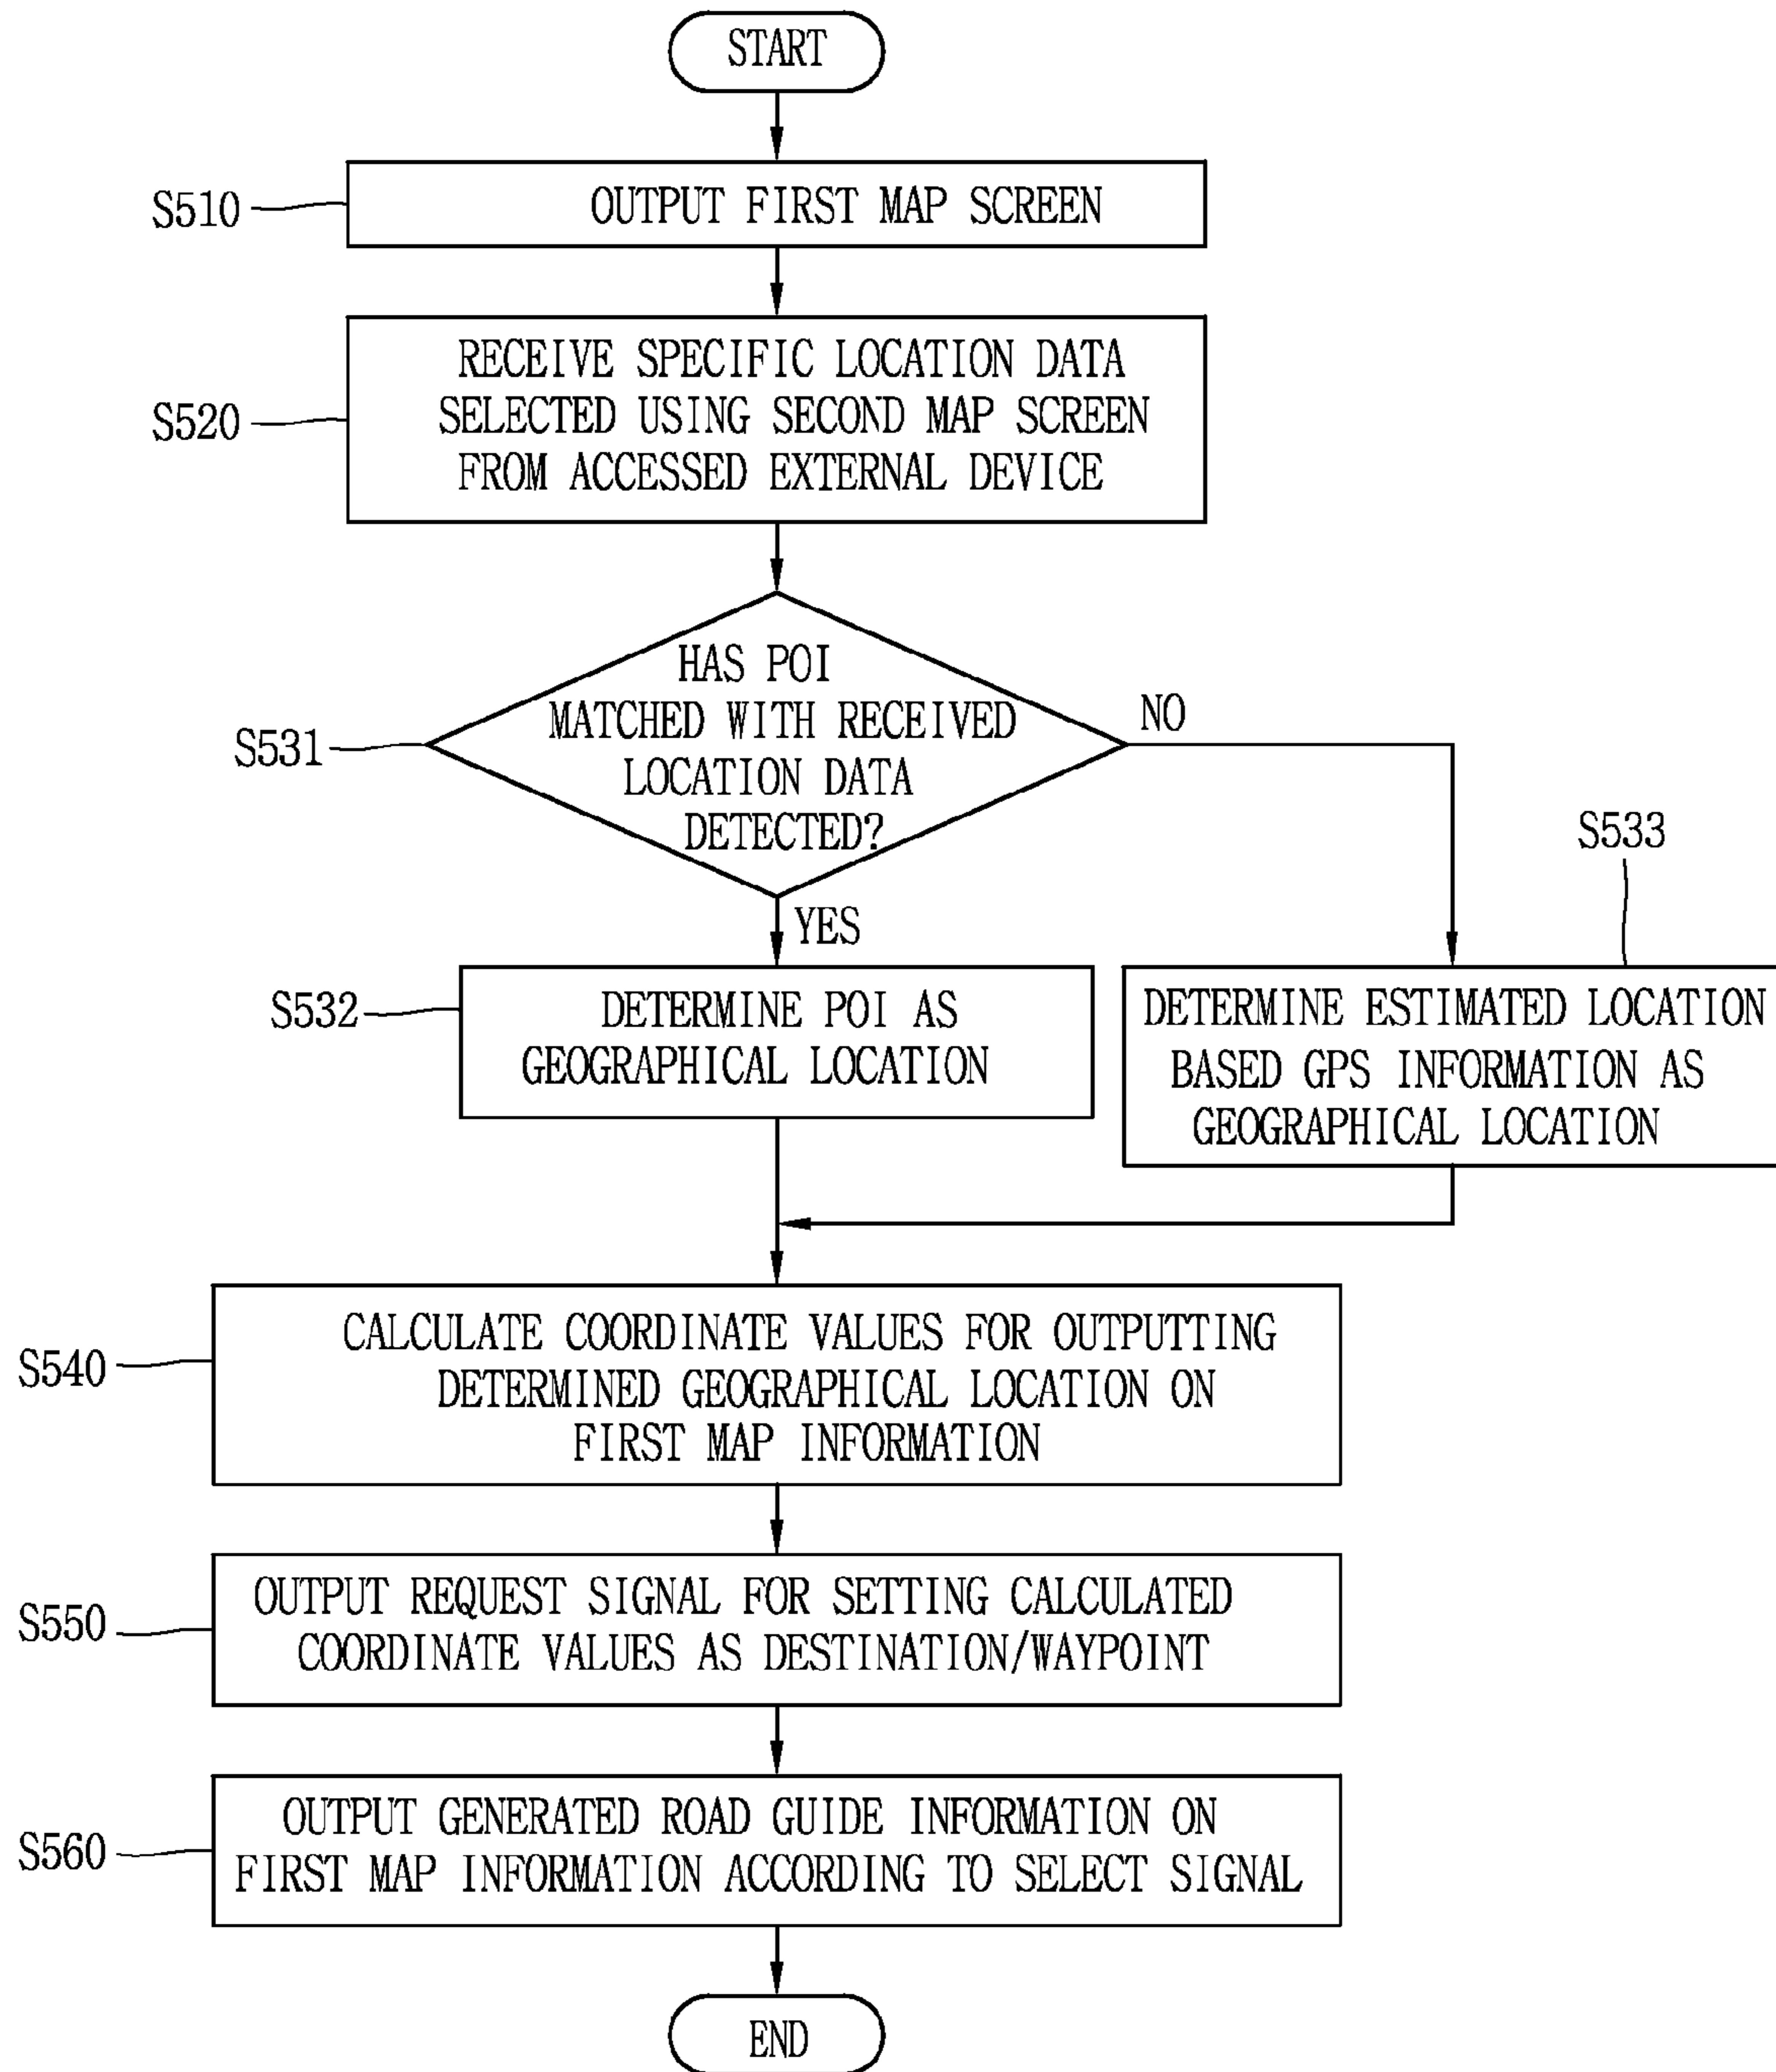 START
S510
OUTPUT FIRST MAP SCREEN
S520
RECEIVE SPECIFIC LOCATION DATA
SELECTED USING SECOND MAP SCREEN
FROM ACCESSED EXTERNAL DEVICE
S531
HAS POI
MATCHED WITH RECEIVED
LOCATION DATA
DETECTED?
NO
YES
S532
DETERMINE POI AS
GEOGRAPHICAL LOCATION
S533
DETERMINE ESTIMATED LOCATION
BASED GPS INFORMATION AS
GEOGRAPHICAL LOCATION
S540
CALCULATE COORDINATE VALUES FOR OUTPUTTING
DETERMINED GEOGRAPHICAL LOCATION ON
FIRST MAP INFORMATION
S550
OUTPUT REQUEST SIGNAL FOR SETTING CALCULATED
COORDINATE VALUES AS DESTINATION/WAYPOINT
S560
OUTPUT GENERATED ROAD GUIDE INFORMATION ON
FIRST MAP INFORMATION ACCORDING TO SELECT SIGNAL
END